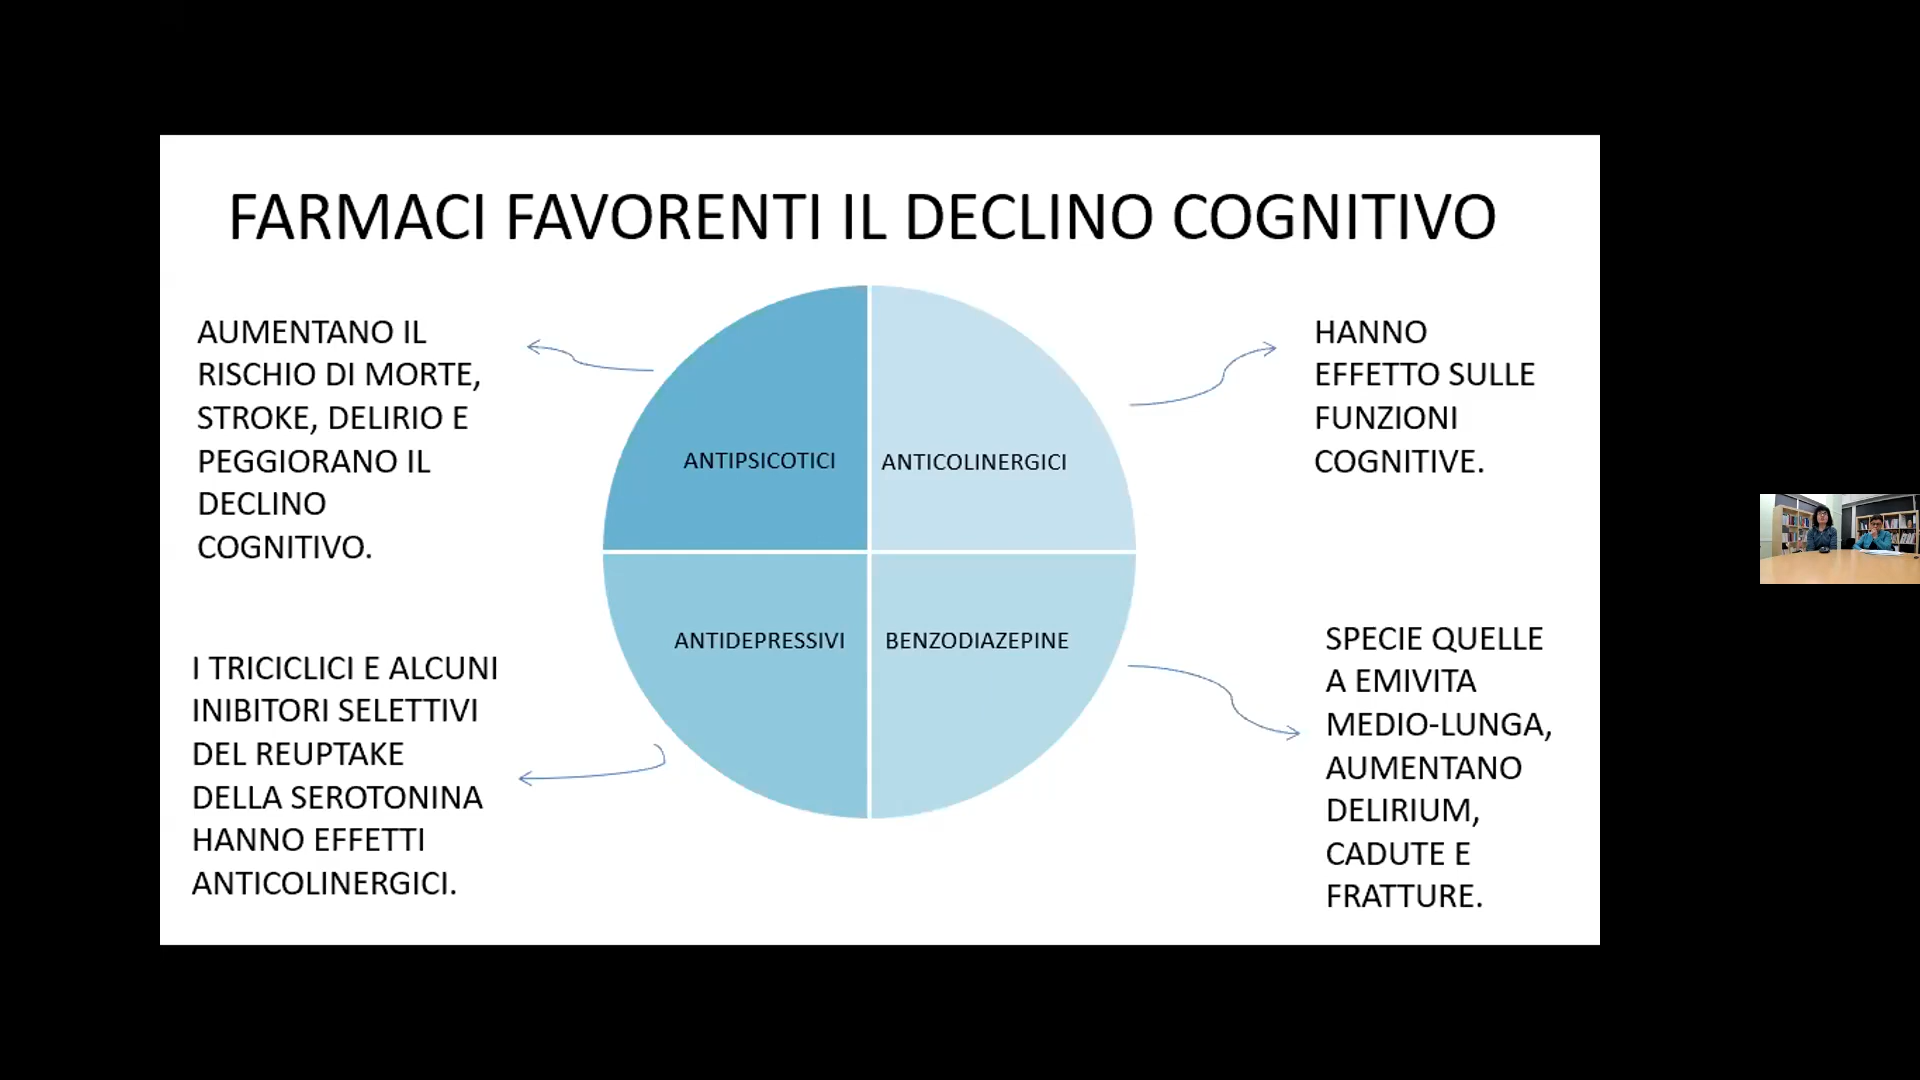 FARMACI FAVORENTI IL DECLINO COGNITIVO
AUMENTANO IL
RISCHIO DI MORTE,
STROKE, DELIRIO E
PEGGIORANO IL
DECLINO
COGNITIVO.
ANTIPSICOTICI
ANTICOLINERGICI
HANNO
EFFETTO SULLE
FUNZIONI
COGNITIVE.
I TRICICLICI E ALCUNI
INIBITORI SELETTIVI
DEL REUPTAKE
DELLA SEROTONINA
HANNO EFFETTI
ANTICOLINERGICI.
ANTIDEPRESSIVI
BENZODIAZEPINE
SPECIE QUELLE
A EMIVITA
MEDIO-LUNGA,
AUMENTANO
DELIRIUM,
CADUTE E
FRATTURE.